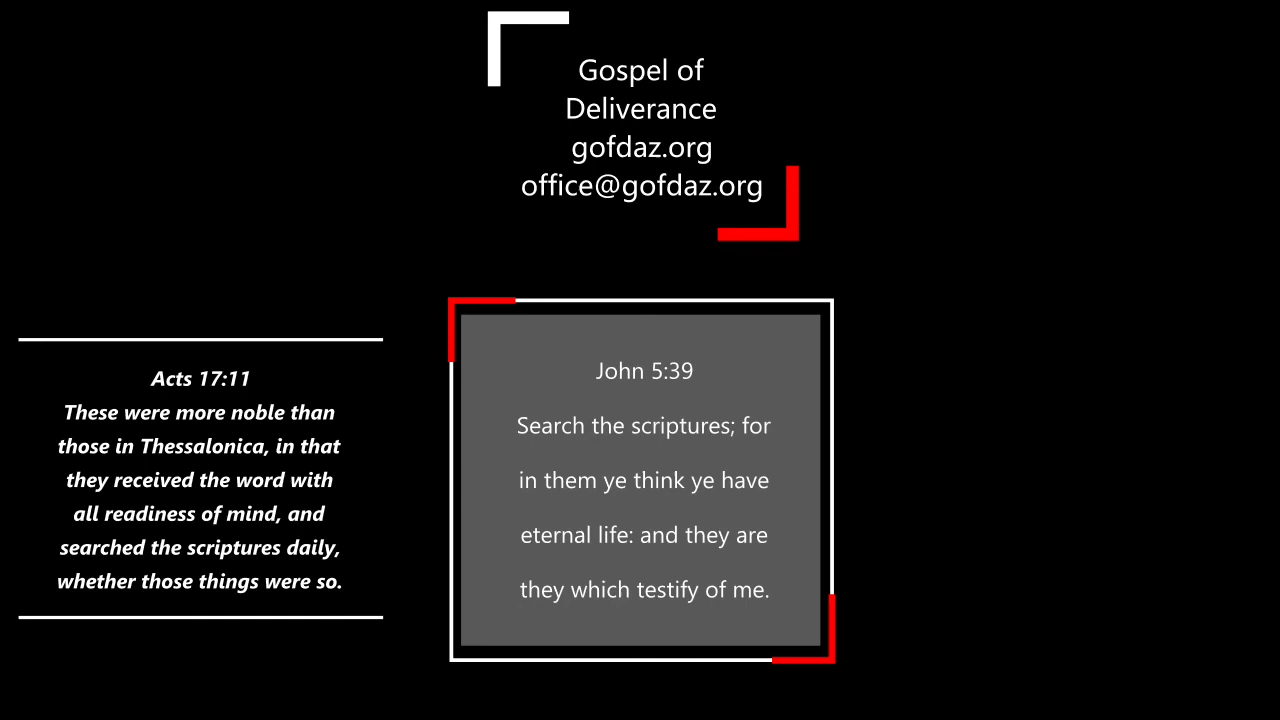 Gospel of
Deliverance
gofdaz.org
office@gofdaz.org
Acts 17:11
These were more noble than
those in Thessalonica, in that
they received the word with
all readiness of mind, and
searched the scriptures daily,
whether those things were so.
John 5:39
Search the scriptures; for
in them ye think ye have
eternal life: and they are
they which testify of me.